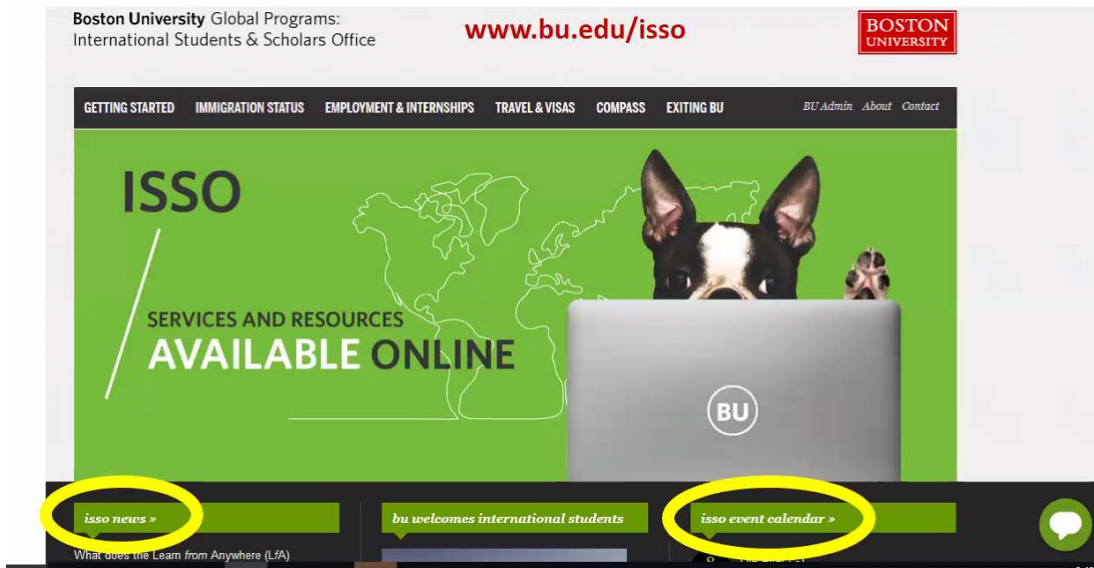 Boston University Global Programs:
International Students & Scholars Office
www.bu.edu/isso
BOSTON
UNIVERSITY
GETTING STARTED IMMIGRATION STATUS EMPLOYMENT & INTERNSHIPS TRAVEL & VISAS COMPASS EXITING BU BU Admin About Contact
ISSO
SERVICES AND RESOURCES
AVAILABLE ONLINE
BU
isso news »
bu welcomes international students
isso event calendar »
What does the Learn from Anywhere (LfA)